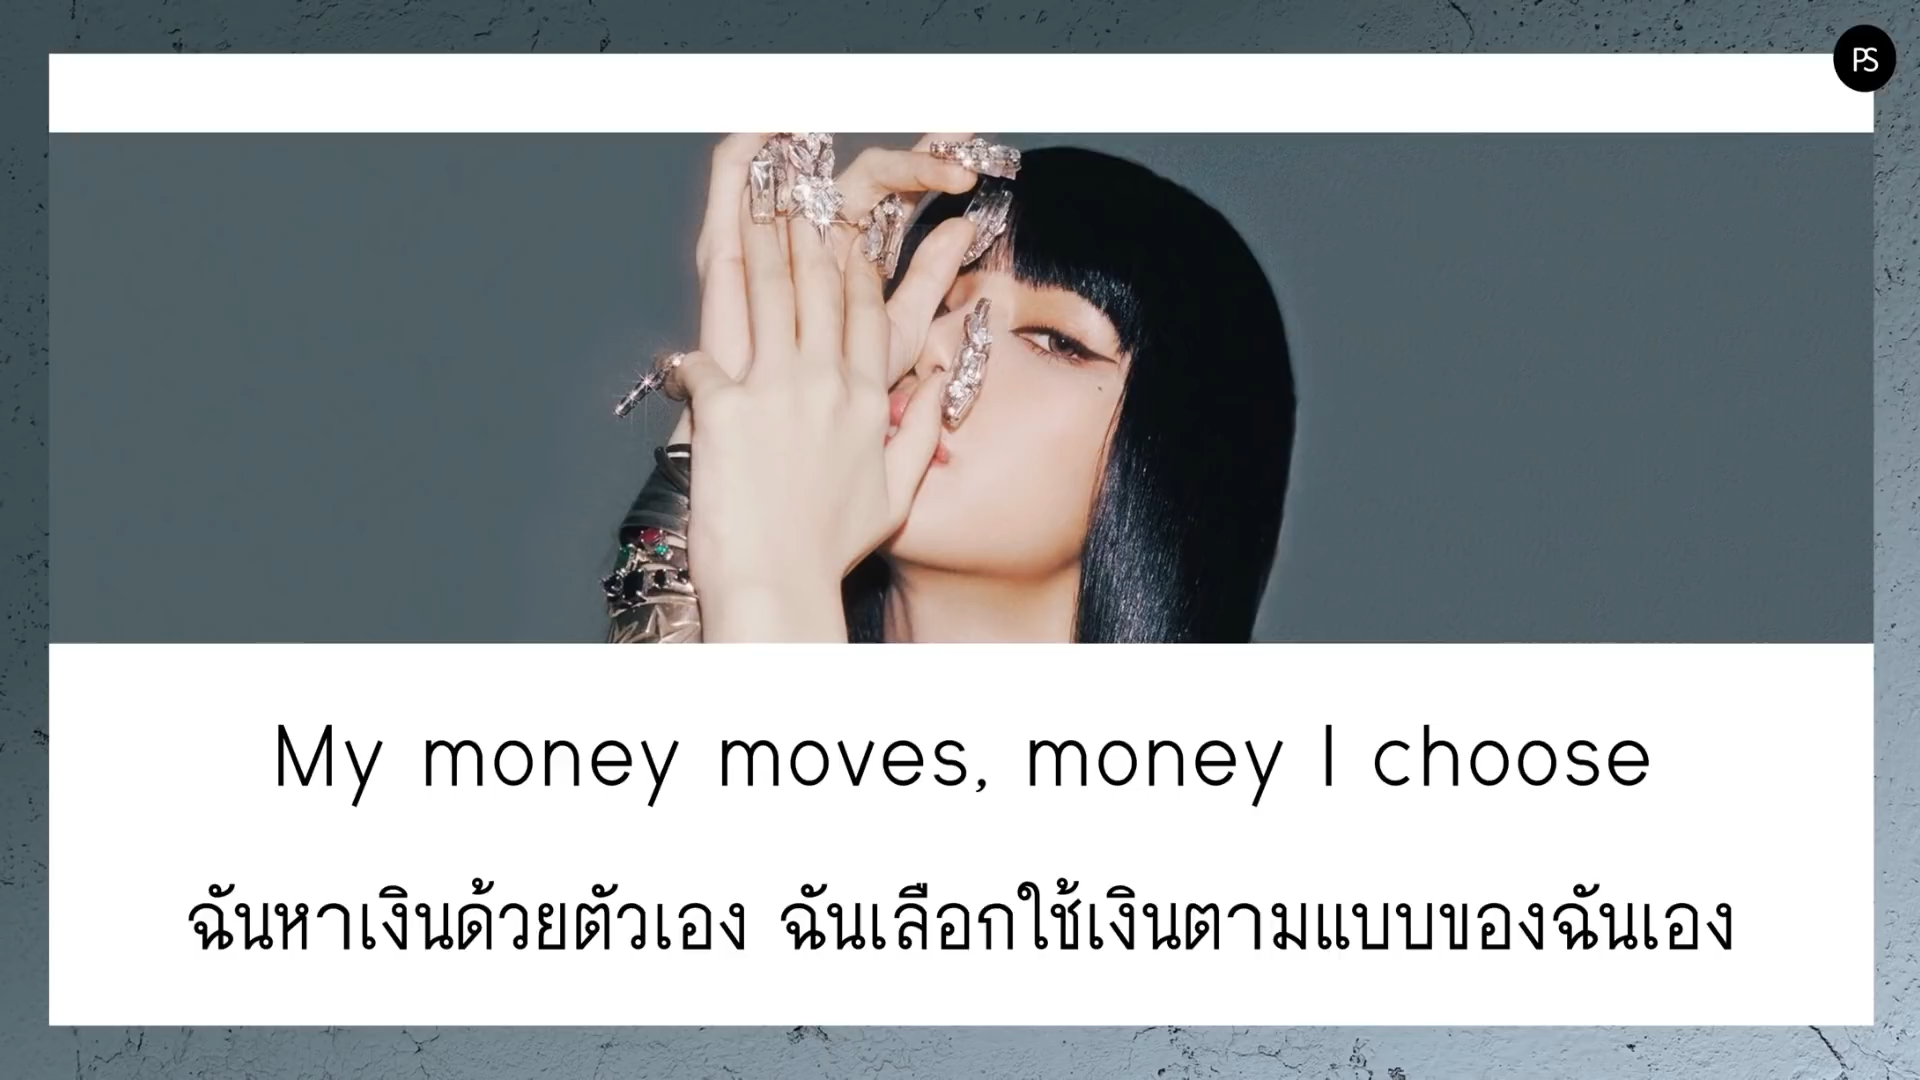 PS
My money moves, money I choose
ฉันหาเงินด้วยตัวเอง ฉันเลือกใช้เงินตามแบบของฉันเอง